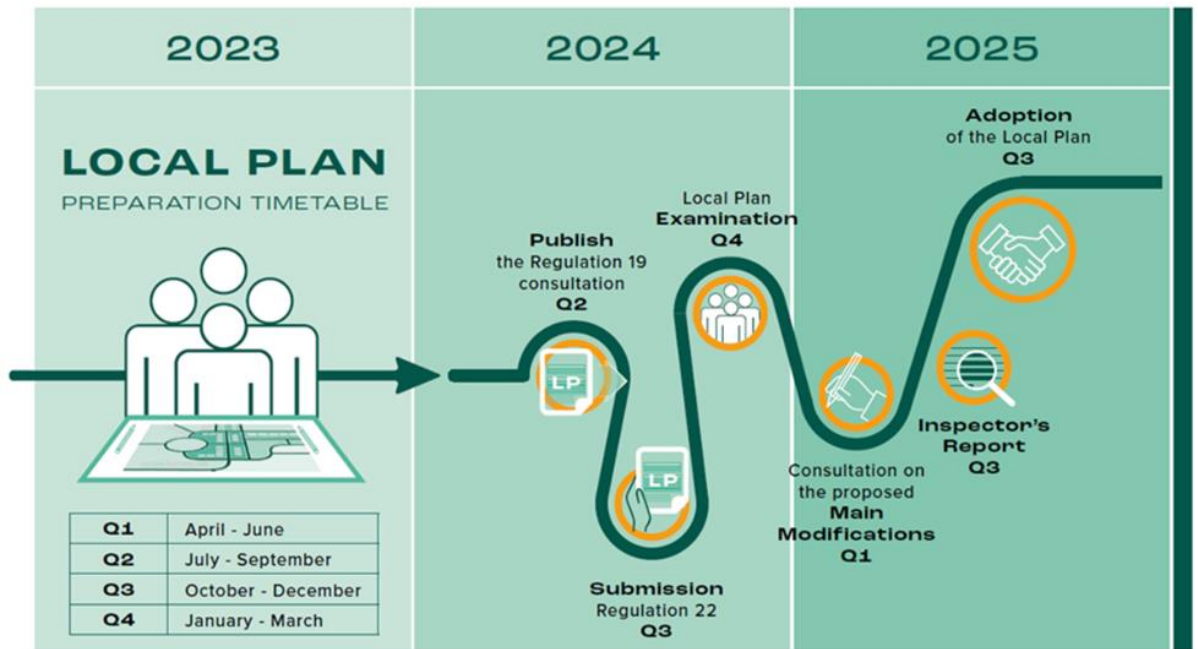 2023
2024
2025
LOCAL PLAN
PREPARATION TIMETABLE
Q1 April - June
Q2 July - September
Q3 October - December
Q4 January - March
Publish
the Regulation 19
consultation
Q2
LP
LP
Submission
Regulation 22
Q3
Local Plan
Examination
Q4
Consultation on
the proposed
Main
Modifications
Q1
Inspector's
Report
Q3
Adoption
of the Local Plan
Q3